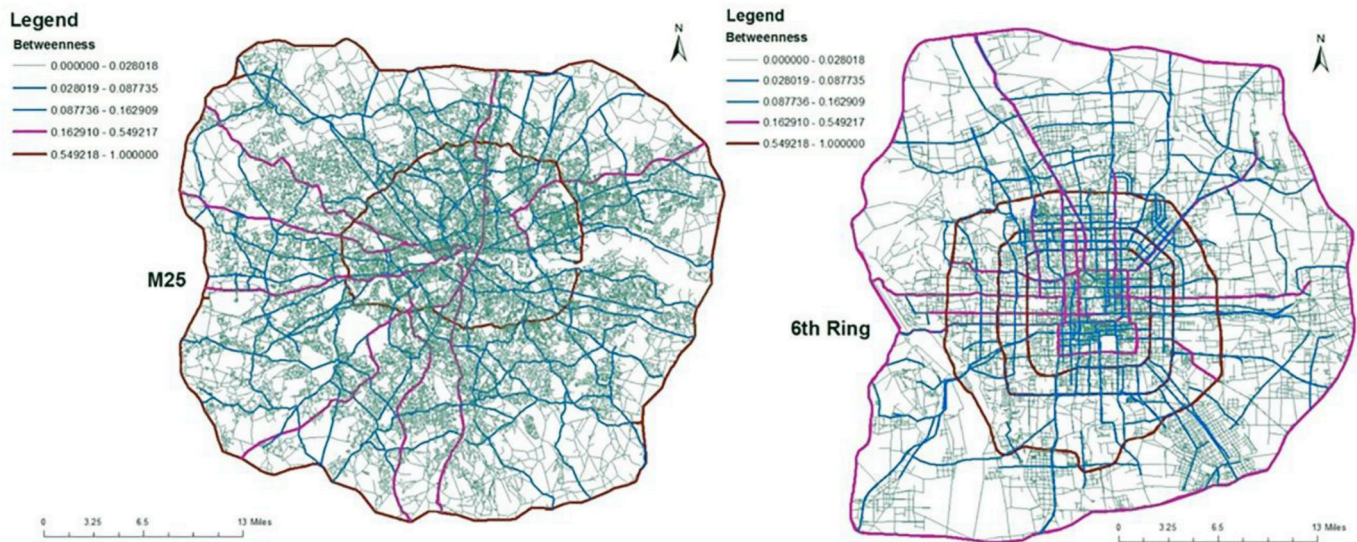 Legend
Betweenness
0.000000 - 0.028018
0.028019 - 0.087735
0.087736 - 0.162909
0.162910 - 0.549217
0.549218 - 1.000000
N
M25
0 3.25 6.5 13 Miles
Legend
Betweenness
0.000000 - 0.028018
0.028019 - 0.087735
0.087736 - 0.162909
0.162910 - 0.549217
0.549218 - 1.000000
N
6th Ring
0 3.25 6.5 13 Miles